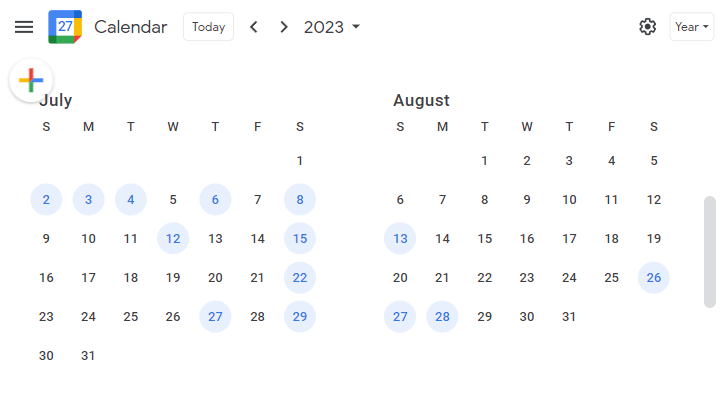 27 Calendar Today 2023 Year
July
S M T W T F S
1
2 3 4 5 6 7 8
9 10 11 12 13 14 15
16 17 18 19 20 21 22
23 24 25 26 27 28 29
30 31
August
S M T W T F S
1 2 3 4 5
6 7 8 9 10 11 12
13 14 15 16 17 18 19
20 21 22 23 24 25 26
27 28 29 30 31